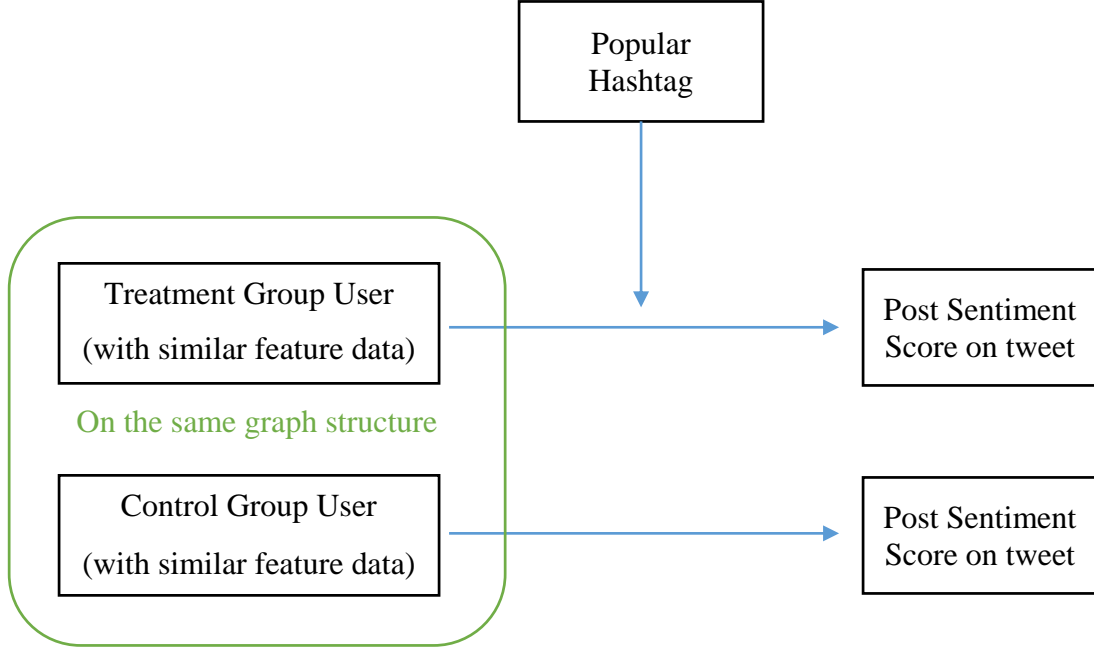 Popular
Hashtag
Treatment Group User
(with similar feature data)
Post Sentiment
Score on tweet
On the same graph structure
Control Group User
(with similar feature data)
Post Sentiment
Score on tweet